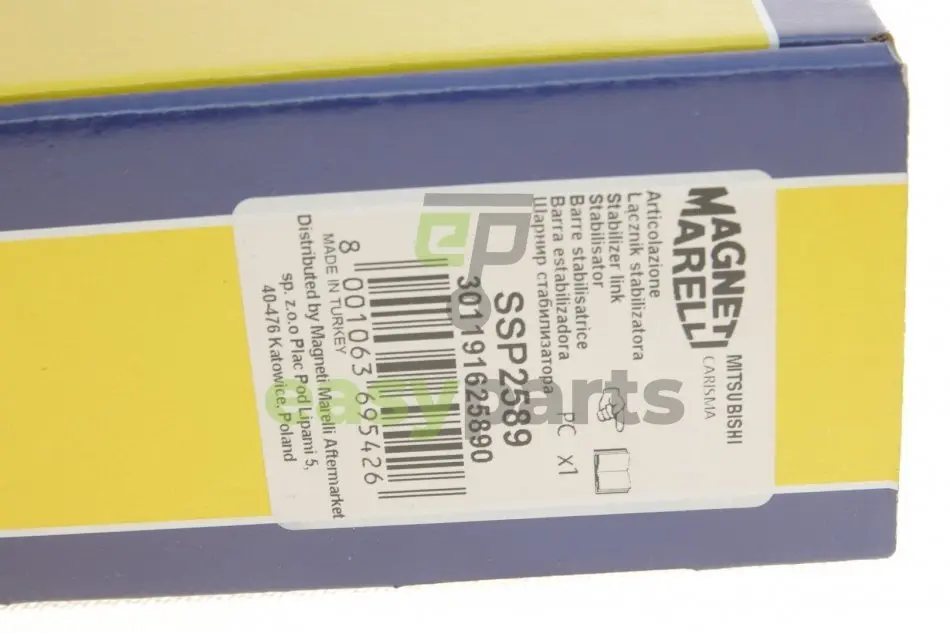 MAGNETI
MARELLI
MITSUBISHI
CARISMA
Articolazione
Łącznik stabilizatora
Stabilizer link
Stabilisator
Barre stabilisatrice
Barra estabilizadora
Шарнир стабилизатора
PC x1
SSP2589
301191625890
8 001063 695426
MADE IN TURKEY
Distributed by Magneti Marelli Aftermarket
sp. z.o.o Plac Pod Lipami 5,
40-476 Katowice, Poland
ep
easyparts